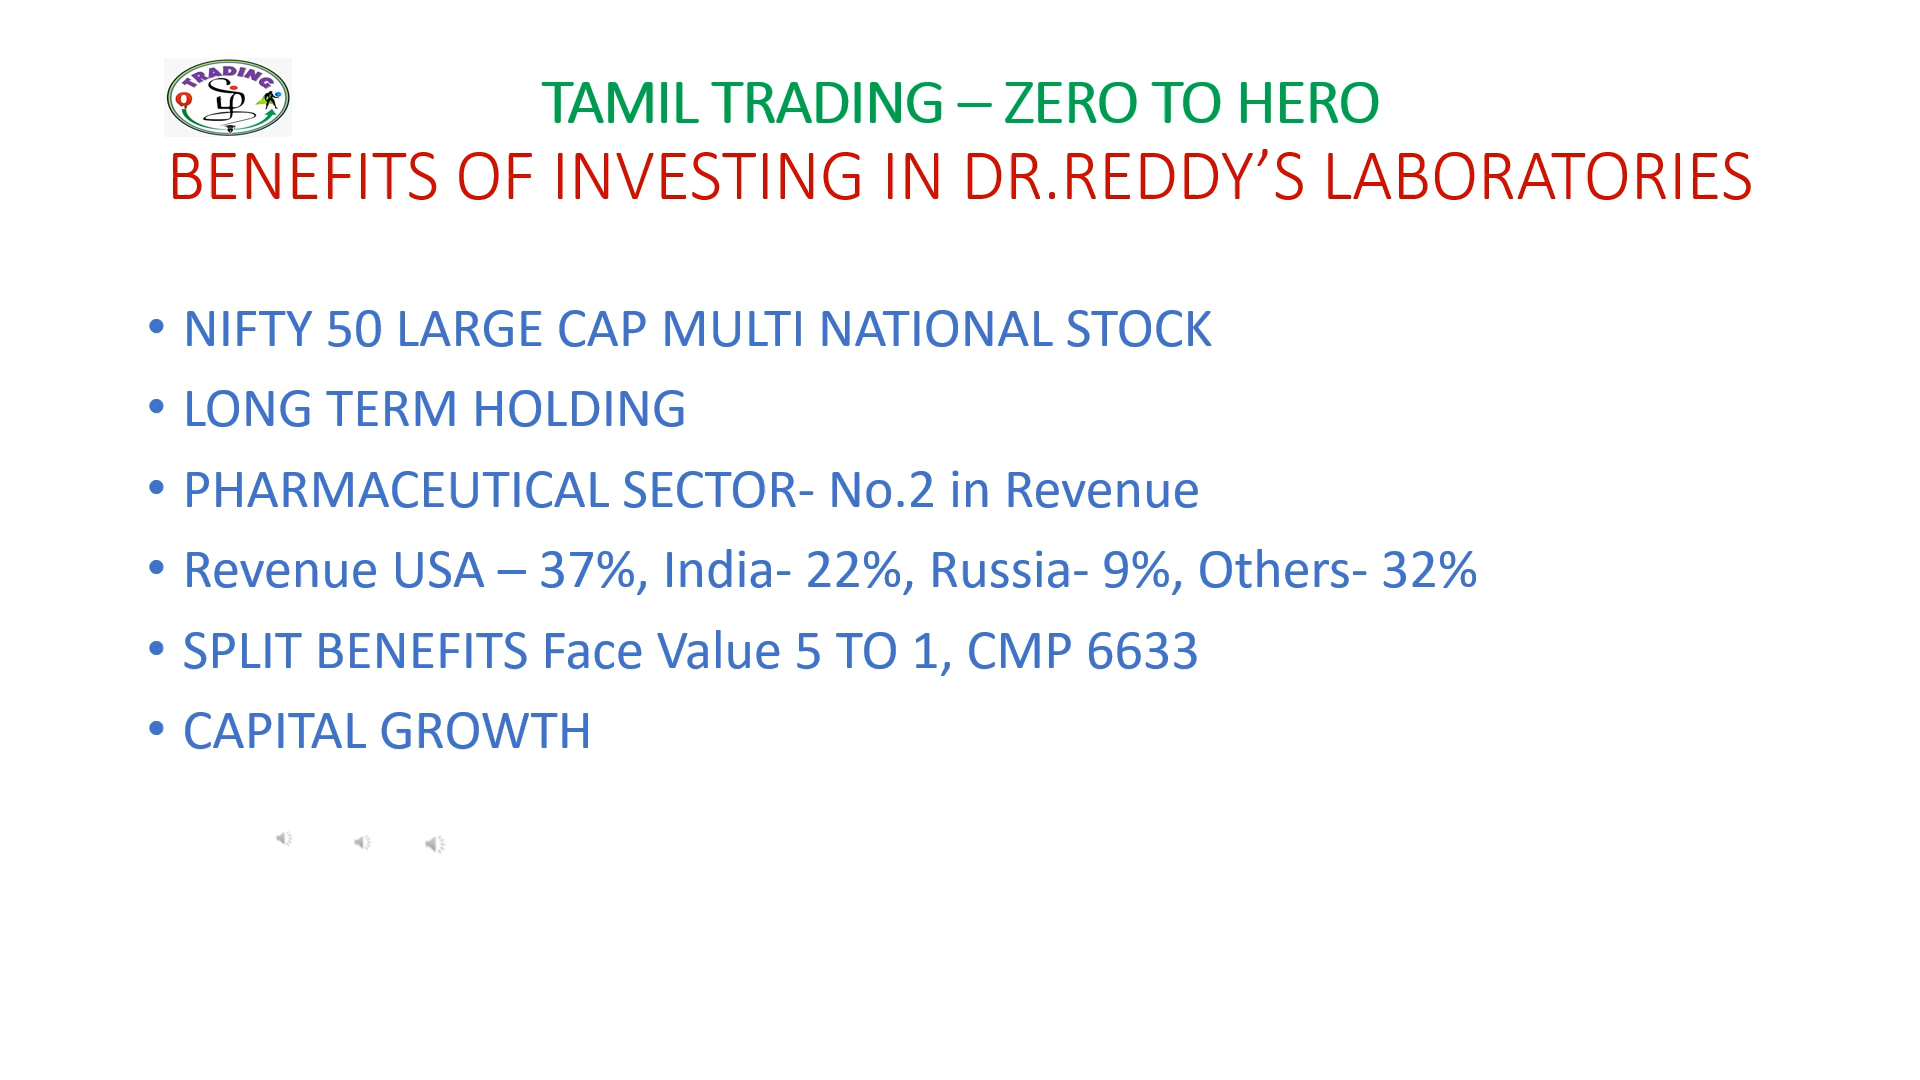 TRADING
TAMIL TRADING – ZERO TO HERO
BENEFITS OF INVESTING IN DR.REDDY’S LABORATORIES
• NIFTY 50 LARGE CAP MULTI NATIONAL STOCK
• LONG TERM HOLDING
• PHARMACEUTICAL SECTOR- No.2 in Revenue
• Revenue USA – 37%, India- 22%, Russia- 9%, Others- 32%
• SPLIT BENEFITS Face Value 5 TO 1, CMP 6633
• CAPITAL GROWTH